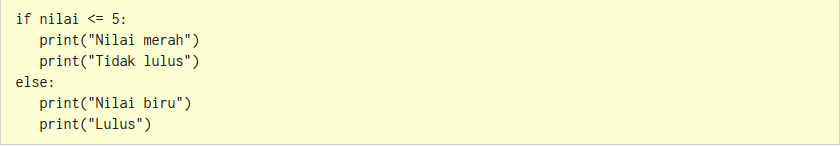 if nilai <= 5:
   print("Nilai merah")
   print("Tidak lulus")
else:
   print("Nilai biru")
   print("Lulus")